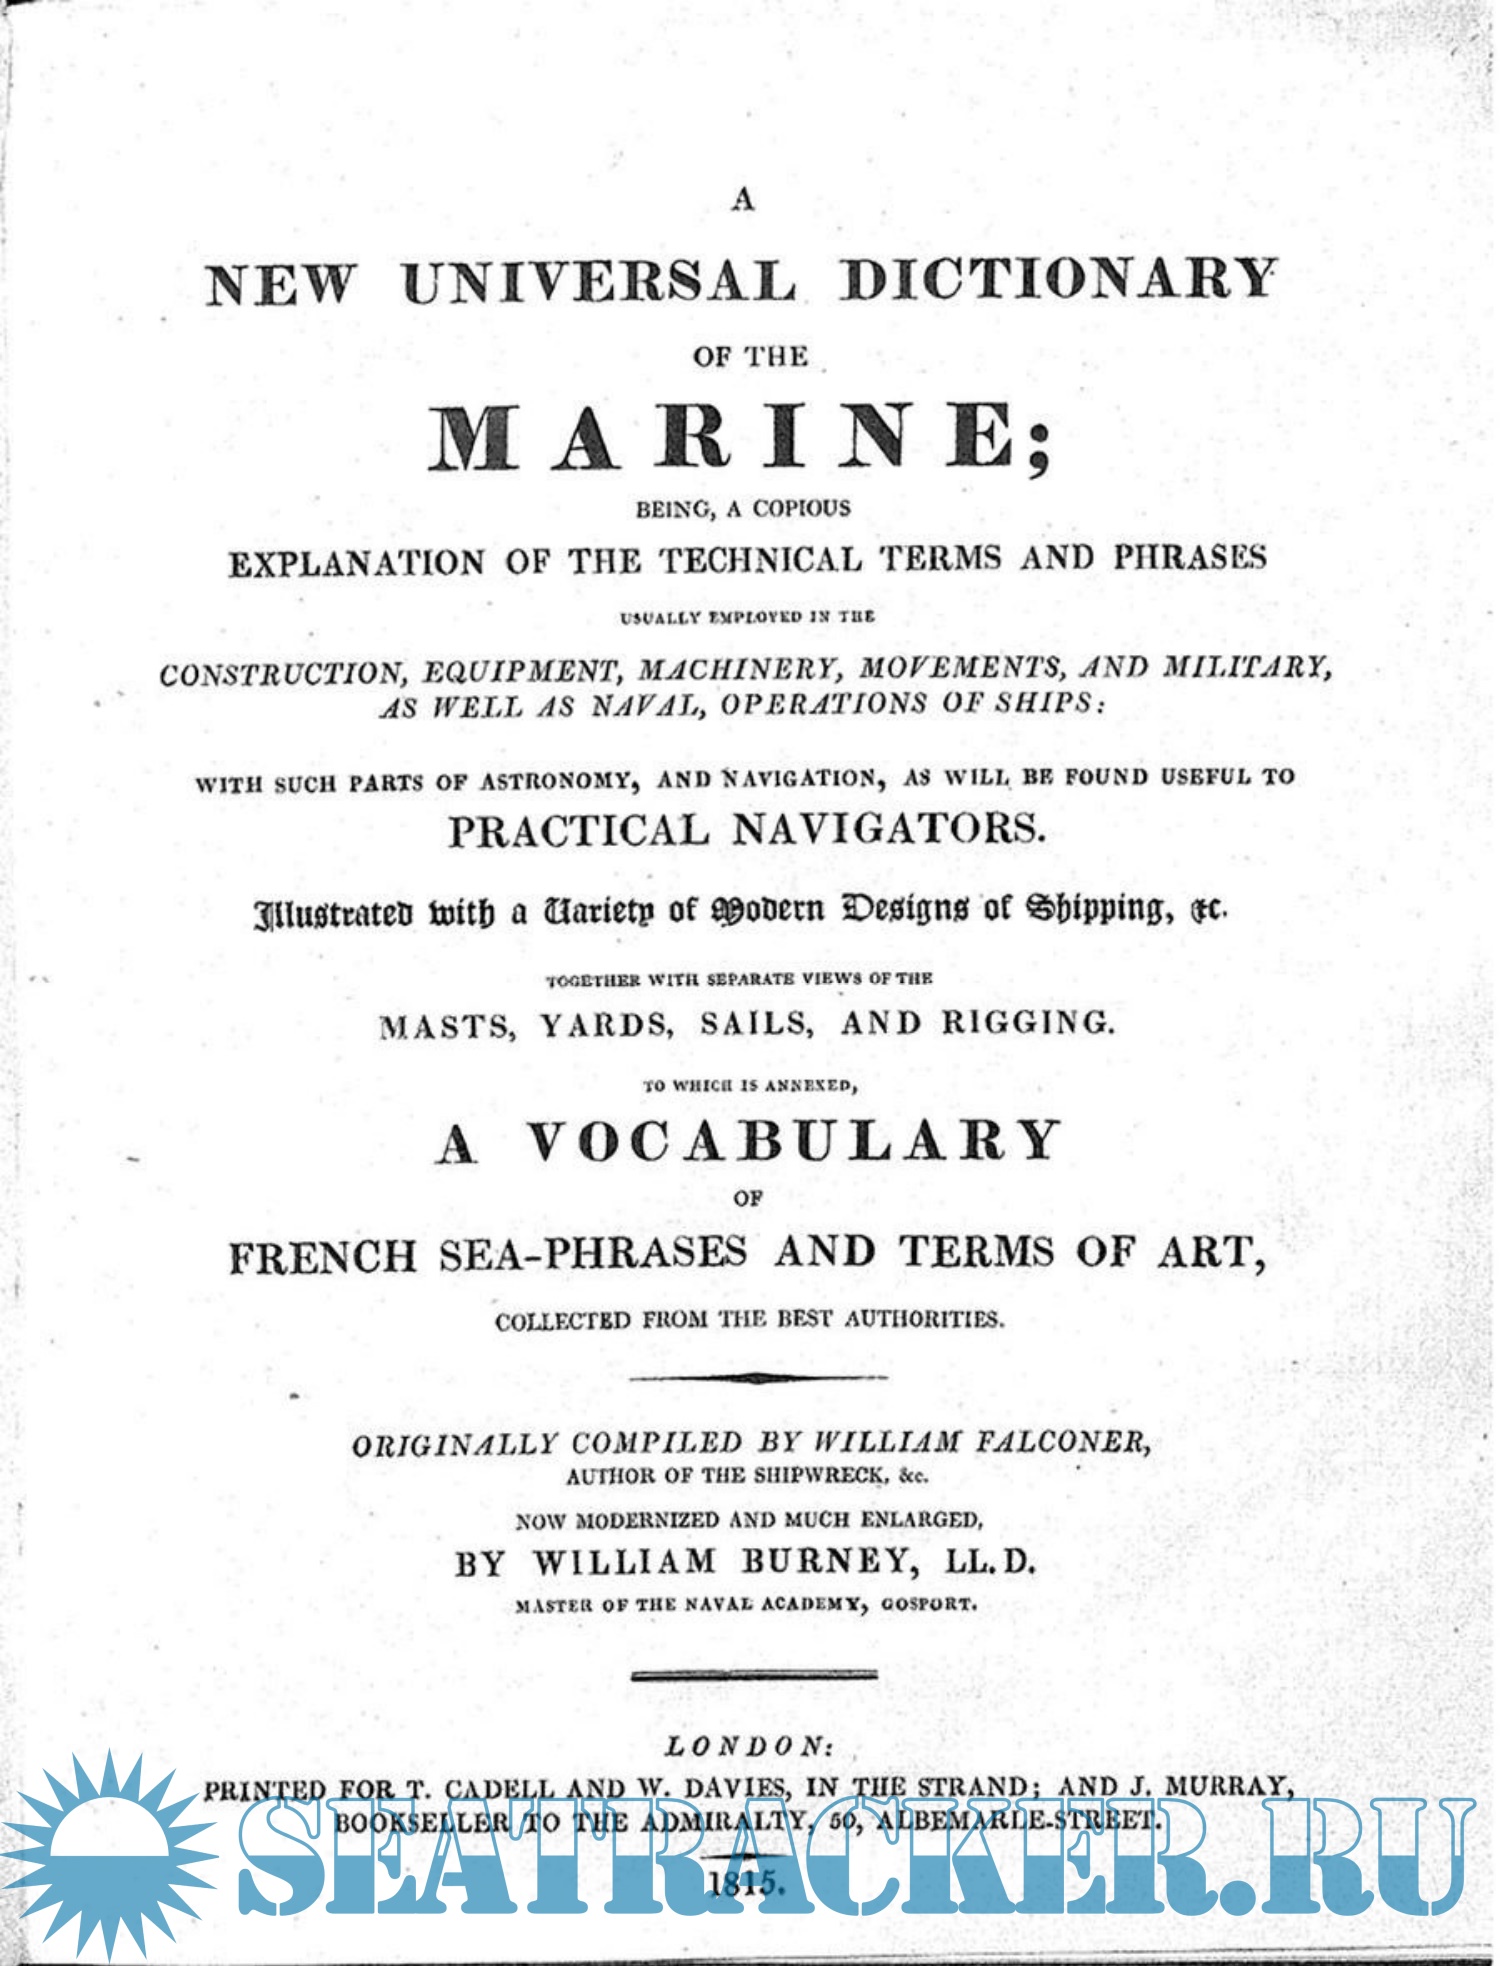 A
NEW UNIVERSAL DICTIONARY
OF THE
MARINE;
BEING, A COPIOUS
EXPLANATION OF THE TECHNICAL TERMS AND PHRASES
USUALLY EMPLOYED IN THE
CONSTRUCTION, EQUIPMENT, MACHINERY, MOVEMENTS, AND MILITARY,
AS WELL AS NAVAL, OPERATIONS OF SHIPS:
WITH SUCH PARTS OF ASTRONOMY, AND NAVIGATION, AS WILL BE FOUND USEFUL TO
PRACTICAL NAVIGATORS.
Illustrated with a Variety of Modern Designs of Shipping, &c.
TOGETHER WITH SEPARATE VIEWS OF THE
MASTS, YARDS, SAILS, AND RIGGING.
TO WHICH IS ANNEXED,
A VOCABULARY
OF
FRENCH SEA-PHRASES AND TERMS OF ART,
COLLECTED FROM THE BEST AUTHORITIES.
ORIGINALLY COMPILED BY WILLIAM FALCONER,
AUTHOR OF THE SHIPWRECK, &c.
NOW MODERNIZED AND MUCH ENLARGED,
BY WILLIAM BURNEY, LL.D.
MASTER OF THE NAVAL ACADEMY, GOSPORT.
LONDON:
PRINTED FOR T. CADELL AND W. DAVIES, IN THE STRAND; AND J. MURRAY,
BOOKSELLER TO THE ADMIRALTY, 50, ALBEMARLE-STREET.
1815.
SEATRACKER.RU